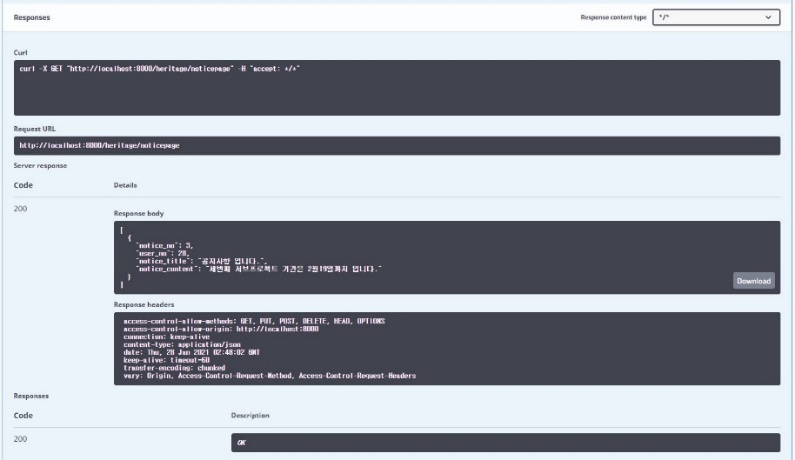 Responses
Response content type */*
Curl
curl -X GET "http://localhost:8000/heritage/noticepage" -H "accept: */*"
Request URL
http://localhost:8000/heritage/noticepage
Server response
Code Details
200
Response body
[
{
"notice_no": 3,
"user_no": 28,
"notice_title": "공지사항 입니다.",
"notice_content": "세번째 서브프로젝트 기간은 2월19일까지 입니다."
}
]
Download
Response headers
access-control-allow-methods: GET, PUT, POST, DELETE, HEAD, OPTIONS
access-control-allow-origin: http://localhost:8000
connection: keep-alive
content-type: application/json
date: Thu, 28 Jan 2021 02:48:02 GMT
keep-alive: timeout=60
transfer-encoding: chunked
vary: Origin, Access-Control-Request-Method, Access-Control-Request-Headers
Responses
Code Description
200
OK